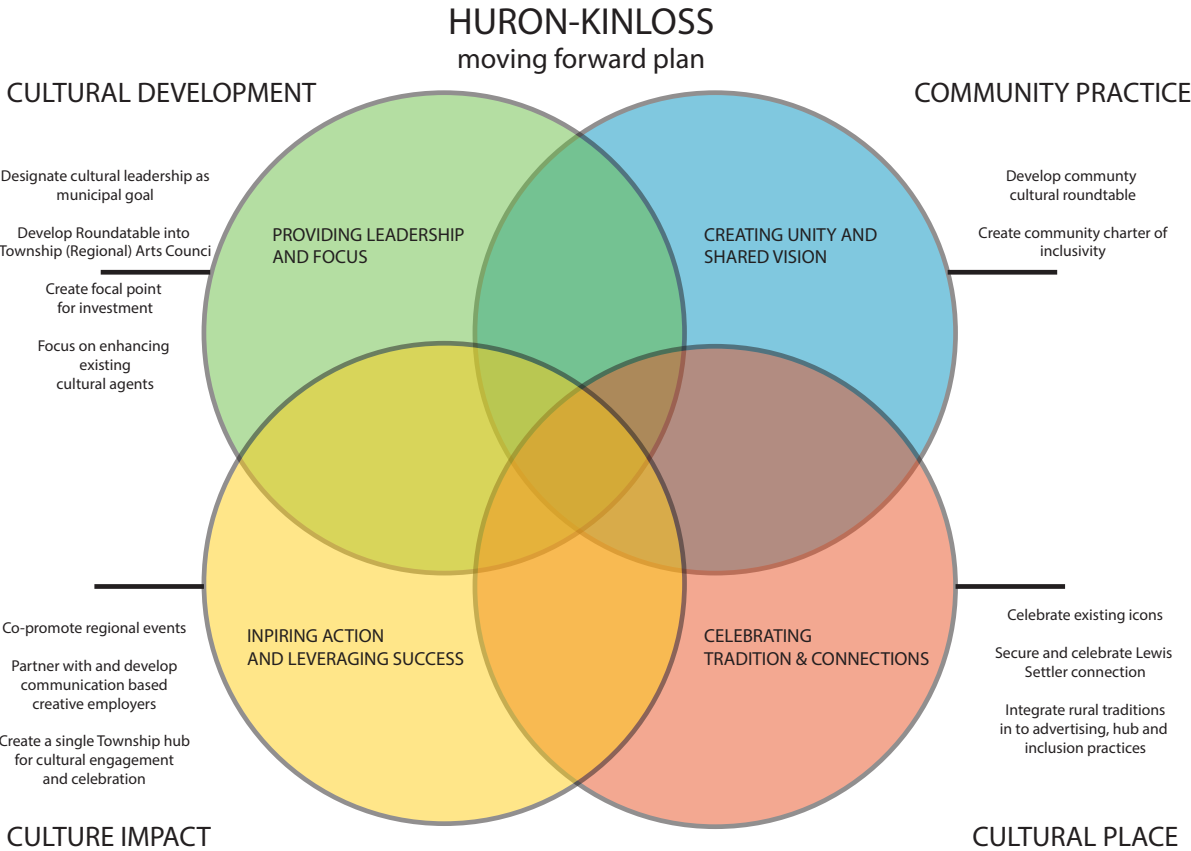 HURON-KINLOSS
moving forward plan
CULTURAL DEVELOPMENT
COMMUNITY PRACTICE
Designate cultural leadership as
municipal goal
Develop Roundatable into
Township (Regional) Arts Counci
Create focal point
for investment
Focus on enhancing
existing
cultural agents
PROVIDING LEADERSHIP
AND FOCUS
CREATING UNITY AND
SHARED VISION
Develop communty
cultural roundtable
Create community charter of
inclusivity
Co-promote regional events
Partner with and develop
communication based
creative employers
Create a single Township hub
for cultural engagement
and celebration
INPIRING ACTION
AND LEVERAGING SUCCESS
CELEBRATING
TRADITION & CONNECTIONS
Celebrate existing icons
Secure and celebrate Lewis
Settler connection
Integrate rural traditions
in to advertising, hub and
inclusion practices
CULTURE IMPACT
CULTURAL PLACE